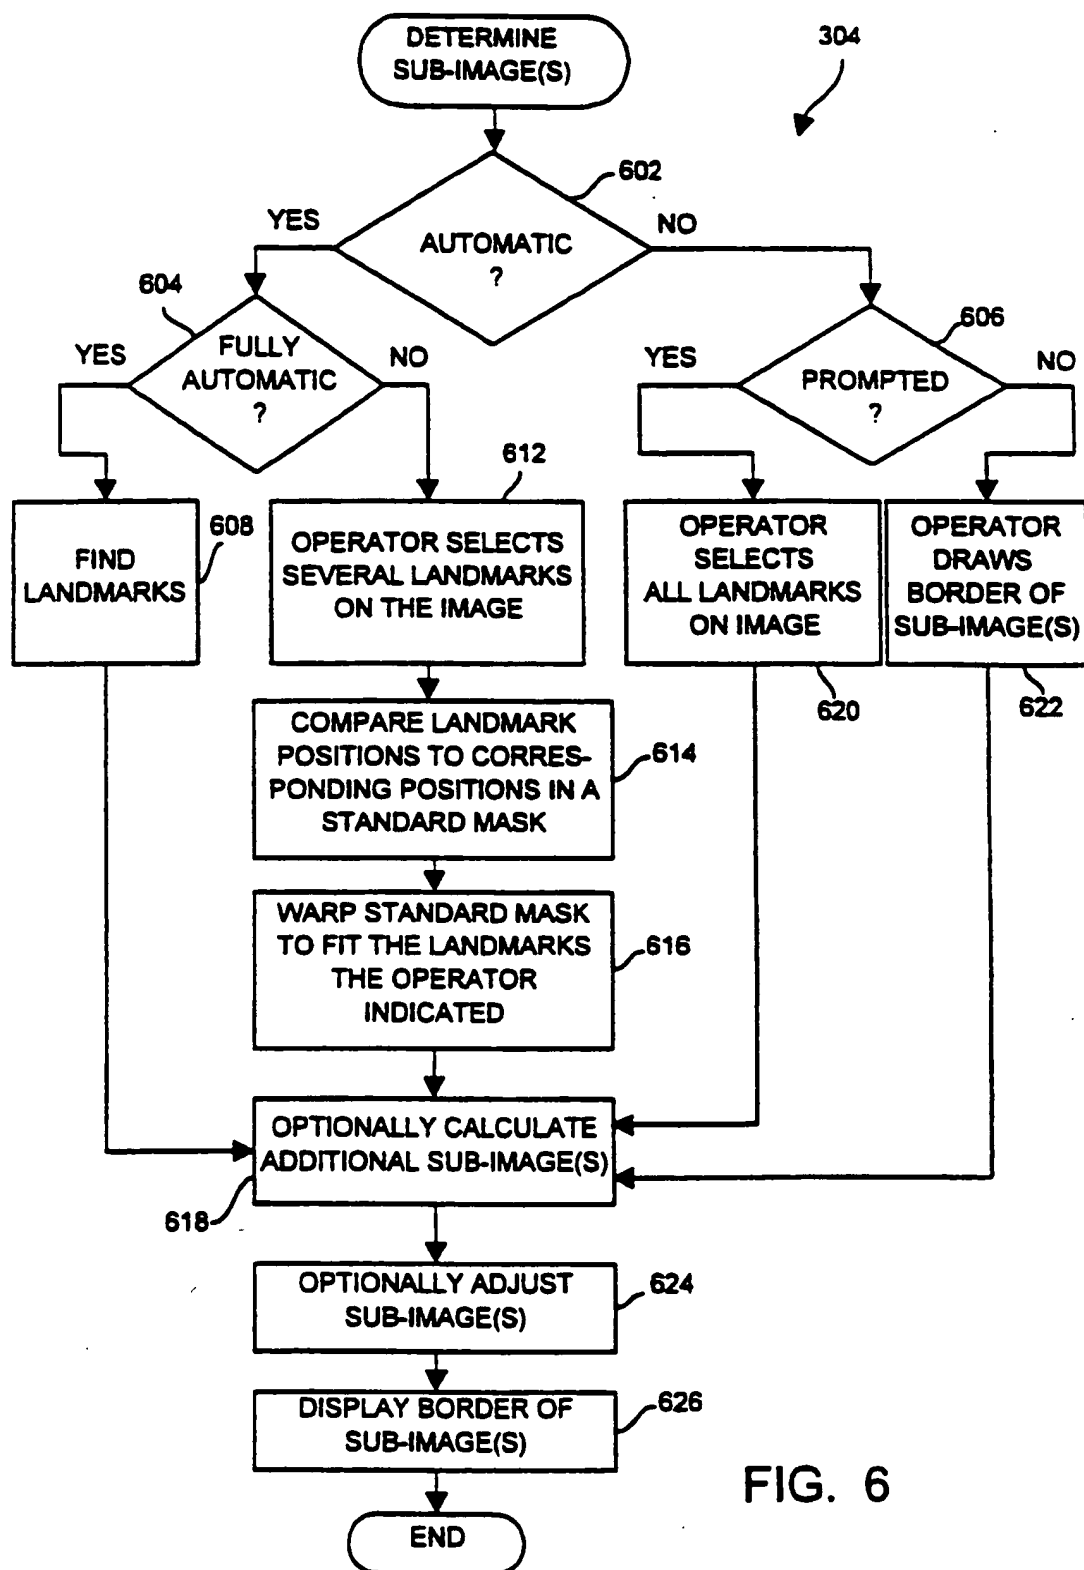 DETERMINE
SUB-IMAGE(S)
304
602
YES
NO
AUTOMATIC
?
604
606
YES
FULLY
AUTOMATIC
?
NO
YES
PROMPTED
?
NO
612
608
FIND
LANDMARKS
OPERATOR SELECTS
SEVERAL LANDMARKS
ON THE IMAGE
OPERATOR
SELECTS
ALL LANDMARKS
ON IMAGE
OPERATOR
DRAWS
BORDER OF
SUB-IMAGE(S)
620
622
COMPARE LANDMARK
POSITIONS TO CORRES-
PONDING POSITIONS IN A
STANDARD MASK
614
WARP STANDARD MASK
TO FIT THE LANDMARKS
THE OPERATOR
INDICATED
616
OPTIONALLY CALCULATE
ADDITIONAL SUB-IMAGE(S)
618
OPTIONALLY ADJUST
SUB-IMAGE(S)
624
DISPLAY BORDER OF
SUB-IMAGE(S)
626
END
FIG. 6